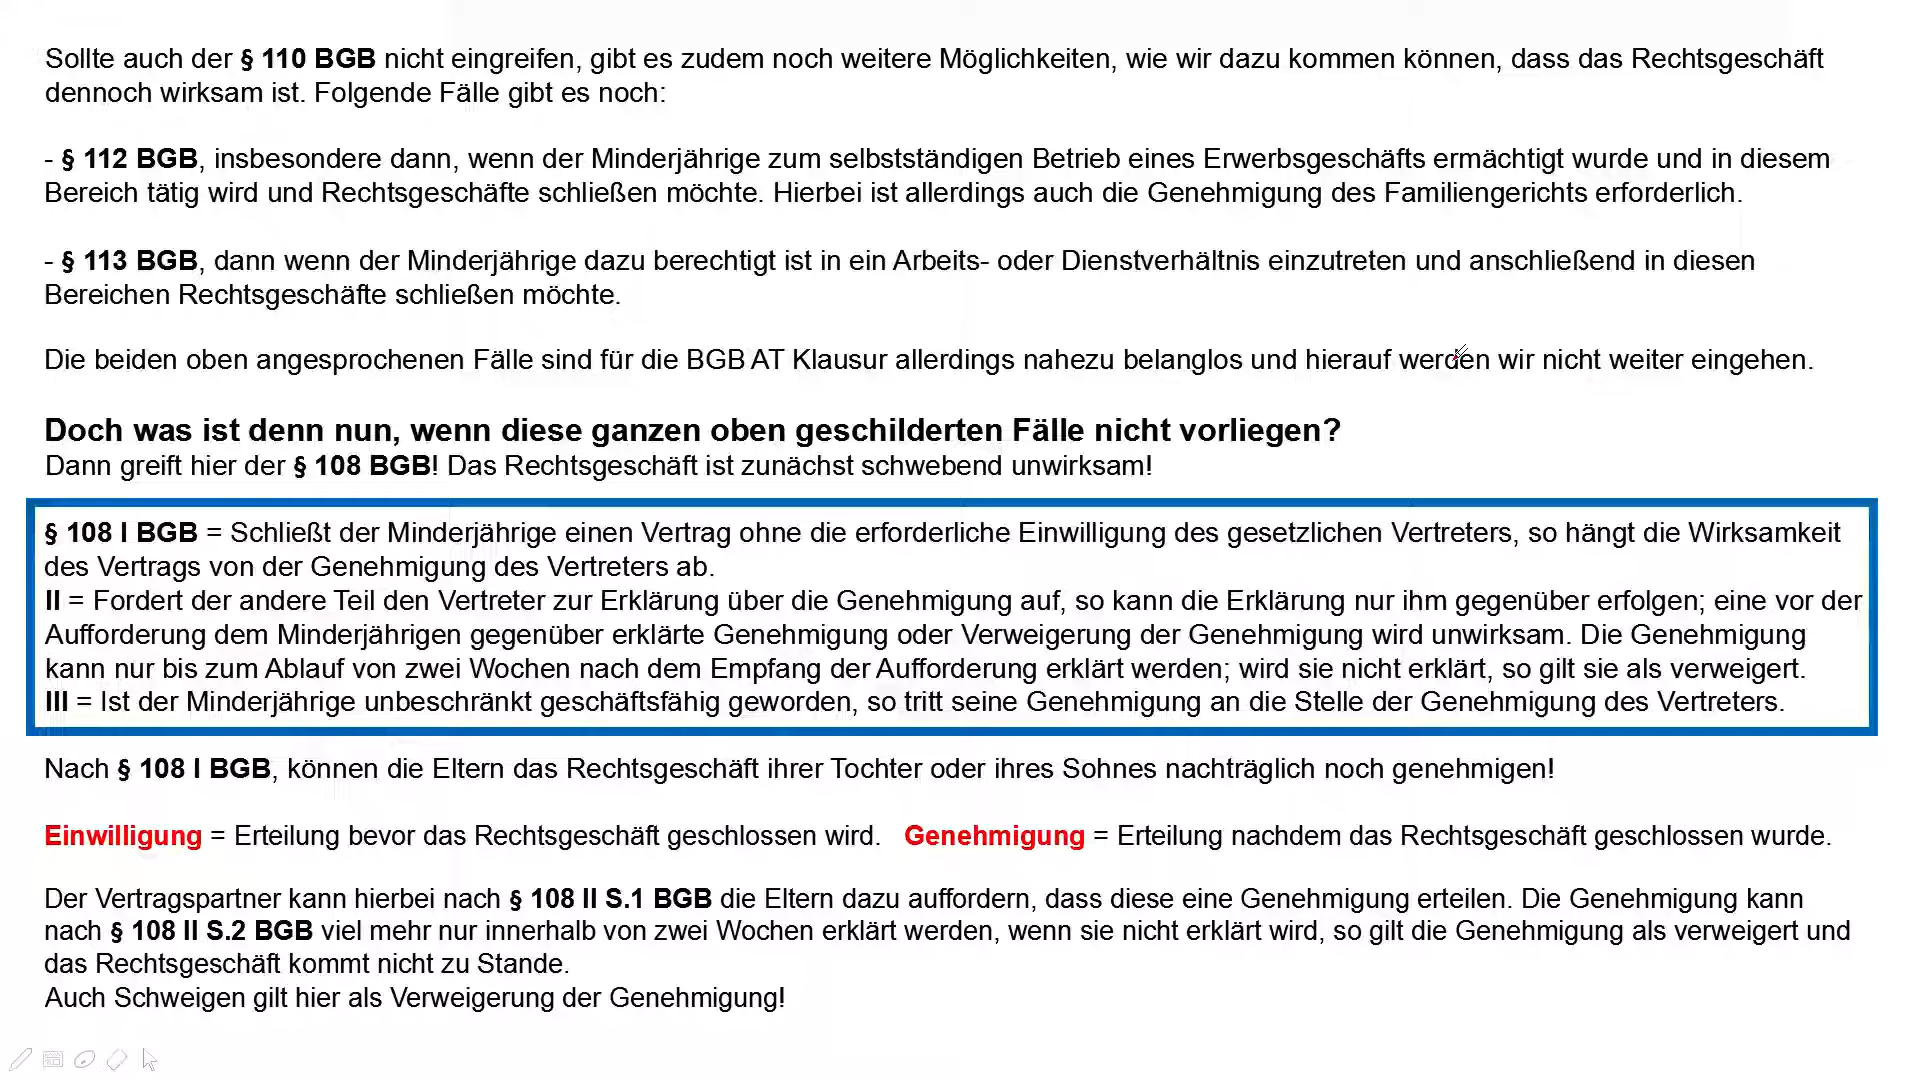 Sollte auch der § 110 BGB nicht eingreifen, gibt es zudem noch weitere Möglichkeiten, wie wir dazu kommen können, dass das Rechtsgeschäft
dennoch wirksam ist. Folgende Fälle gibt es noch:
- § 112 BGB, insbesondere dann, wenn der Minderjährige zum selbstständigen Betrieb eines Erwerbsgeschäfts ermächtigt wurde und in diesem
Bereich tätig wird und Rechtsgeschäfte schließen möchte. Hierbei ist allerdings auch die Genehmigung des Familiengerichts erforderlich.
- § 113 BGB, dann wenn der Minderjährige dazu berechtigt ist in ein Arbeits- oder Dienstverhältnis einzutreten und anschließend in diesen
Bereichen Rechtsgeschäfte schließen möchte.
Die beiden oben angesprochenen Fälle sind für die BGB AT Klausur allerdings nahezu belanglos und hierauf werden wir nicht weiter eingehen.
Doch was ist denn nun, wenn diese ganzen oben geschilderten Fälle nicht vorliegen?
Dann greift hier der § 108 BGB! Das Rechtsgeschäft ist zunächst schwebend unwirksam!
§ 108 I BGB = Schließt der Minderjährige einen Vertrag ohne die erforderliche Einwilligung des gesetzlichen Vertreters, so hängt die Wirksamkeit
des Vertrags von der Genehmigung des Vertreters ab.
II = Fordert der andere Teil den Vertreter zur Erklärung über die Genehmigung auf, so kann die Erklärung nur ihm gegenüber erfolgen; eine vor der
Aufforderung dem Minderjährigen gegenüber erklärte Genehmigung oder Verweigerung der Genehmigung wird unwirksam. Die Genehmigung
kann nur bis zum Ablauf von zwei Wochen nach dem Empfang der Aufforderung erklärt werden; wird sie nicht erklärt, so gilt sie als verweigert.
III = Ist der Minderjährige unbeschränkt geschäftsfähig geworden, so tritt seine Genehmigung an die Stelle der Genehmigung des Vertreters.
Nach § 108 I BGB, können die Eltern das Rechtsgeschäft ihrer Tochter oder ihres Sohnes nachträglich noch genehmigen!
Einwilligung = Erteilung bevor das Rechtsgeschäft geschlossen wird. Genehmigung = Erteilung nachdem das Rechtsgeschäft geschlossen wurde.
Der Vertragspartner kann hierbei nach § 108 II S.1 BGB die Eltern dazu auffordern, dass diese eine Genehmigung erteilen. Die Genehmigung kann
nach § 108 II S.2 BGB viel mehr nur innerhalb von zwei Wochen erklärt werden, wenn sie nicht erklärt wird, so gilt die Genehmigung als verweigert und
das Rechtsgeschäft kommt nicht zu Stande.
Auch Schweigen gilt hier als Verweigerung der Genehmigung!